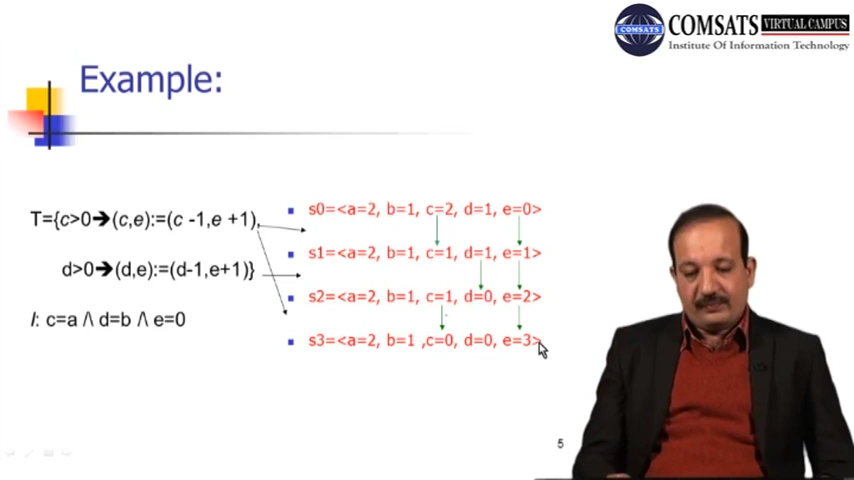 COMSATS
COMSATS VIRTUAL CAMPUS
Institute Of Information Technology
Example:
T={c>0→(c,e):=(c -1,e +1),
d>0→(d,e):=(d-1,e+1)}
I: c=a /\ d=b /\ e=0
s0=<a=2, b=1, c=2, d=1, e=0>
s1=<a=2, b=1, c=1, d=1, e=1>
s2=<a=2, b=1, c=1, d=0, e=2>
s3=<a=2, b=1 ,c=0, d=0, e=3>
5